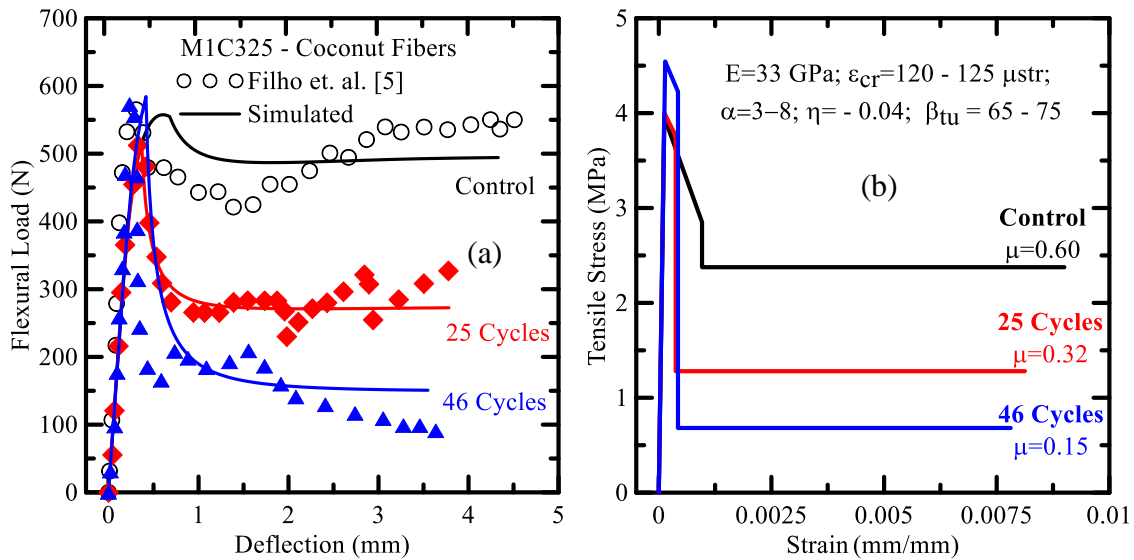 M1C325 - Coconut Fibers
Filho et. al. [5]
Simulated
Control
(a)
25 Cycles
46 Cycles
Flexural Load (N)
700
600
500
400
300
200
100
0
0 1 2 3 4 5
Deflection (mm)
E=33 GPa; εcr=120 - 125 μstr;
α=3−8; η= - 0.04; βtu = 65 - 75
(b)
Control
μ=0.60
25 Cycles
μ=0.32
46 Cycles
μ=0.15
Tensile Stress (MPa)
5
4
3
2
1
0
0 0.0025 0.005 0.0075 0.01
Strain (mm/mm)